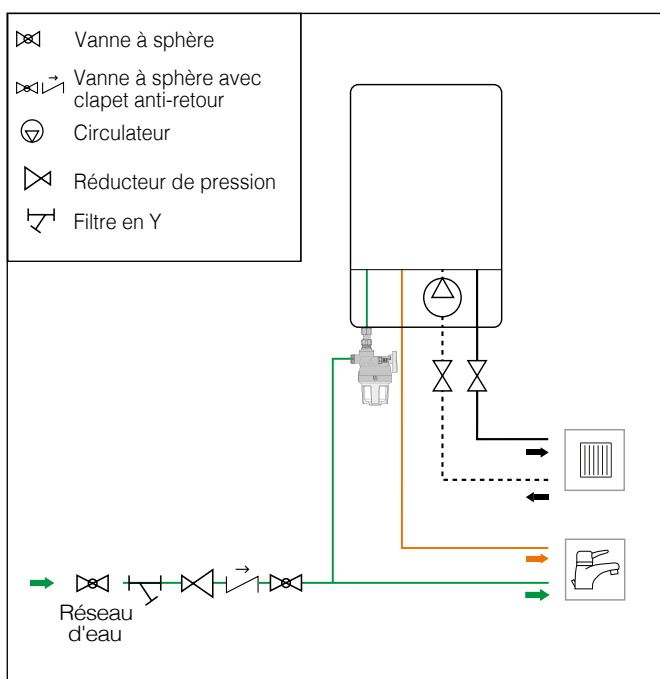 Vanne à sphère
Vanne à sphère avec
clapet anti-retour
Circulateur
Réducteur de pression
Filtre en Y
Réseau
d'eau